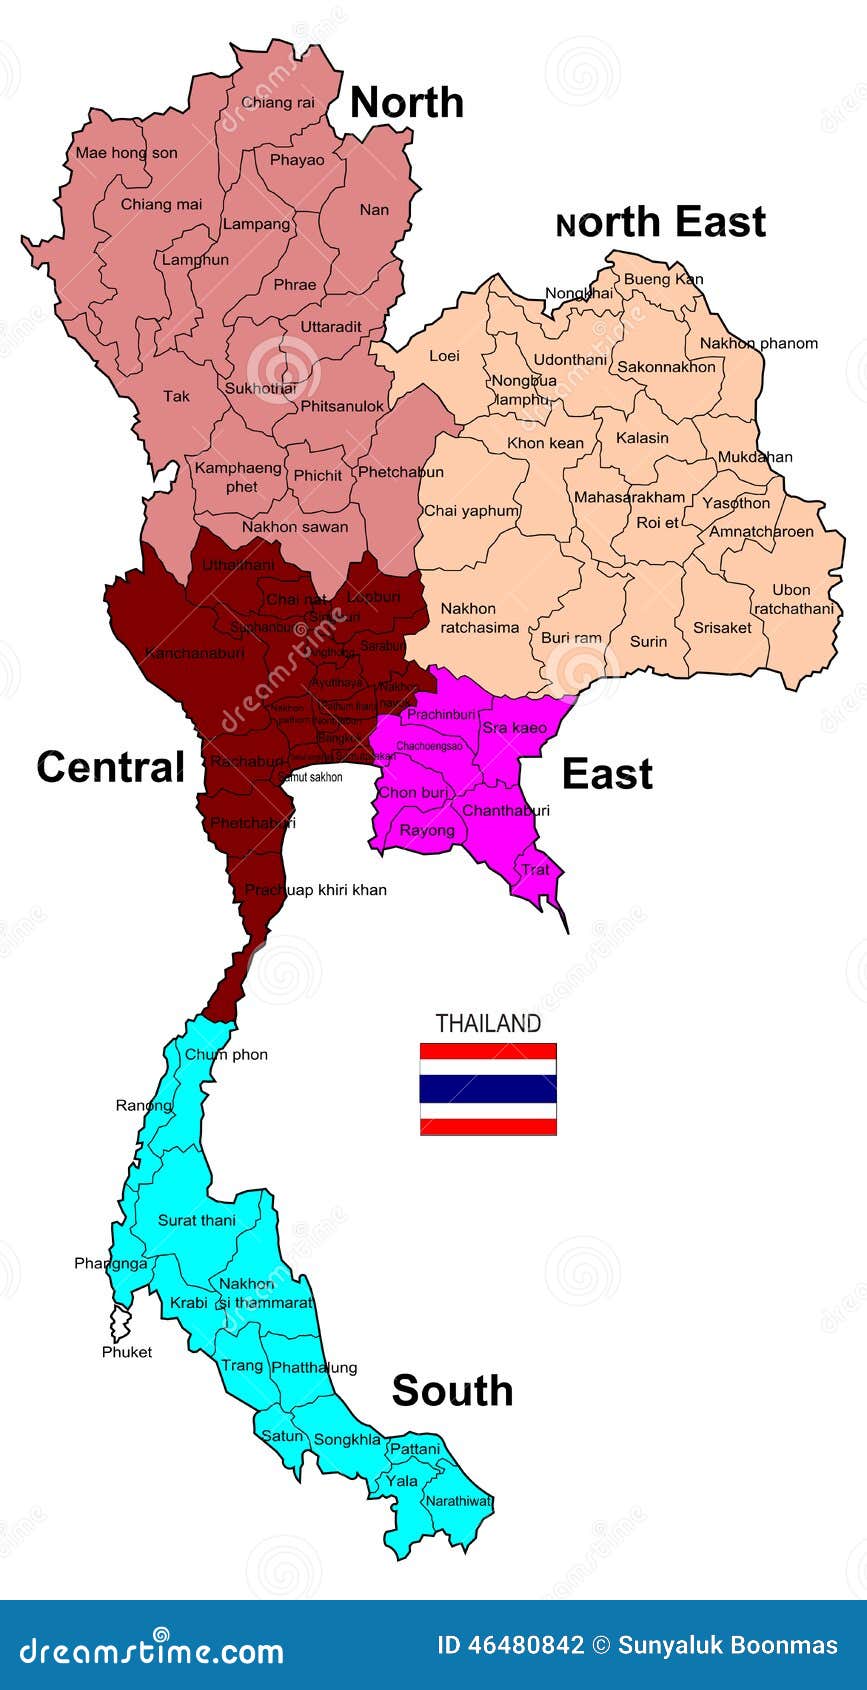 North
Chiang rai
Mae hong son
Phayao
Chiang mai
Nan
Lampang
Lamphun
Phrae
Uttaradit
Tak
Sukhothai
Phitsanulok
Kamphaeng
phet
Phichit
Phetchabun
Nakhon sawan
North East
Bueng Kan
Nongkhai
Nakhon phanom
Loei
Udonthani
Sakonnakhon
Nongbua
lamphu
Khon kean
Kalasin
Mukdahan
Mahasarakham
Yasothon
Chai yaphum
Roi et
Amnatcharoen
Ubon
ratchathani
Nakhon
ratchasima
Buri ram
Surin
Srisaket
Central
Uthaithani
Chai nat
Lopburi
Suphanburi
Kanchanaburi
Angthong
Saraburi
Ayutthaya
Nakhon
Nakhon
pathom
Pathum thani
Nonthaburi
Bangkok
Rachaburi
Samut sakhon
Phetchaburi
Prachuap khiri khan
East
Prachinburi
Sra kaeo
Chachoengsao
Chon buri
Chanthaburi
Rayong
Trat
THAILAND
Chum phon
Ranong
Surat thani
Phangnga
Nakhon
si thammarat
Krabi
Phuket
Trang
Phatthalung
South
Satun
Songkhla
Pattani
Yala
Narathiwat
dreamstime.com
ID 46480842 © Sunyaluk Boonmas